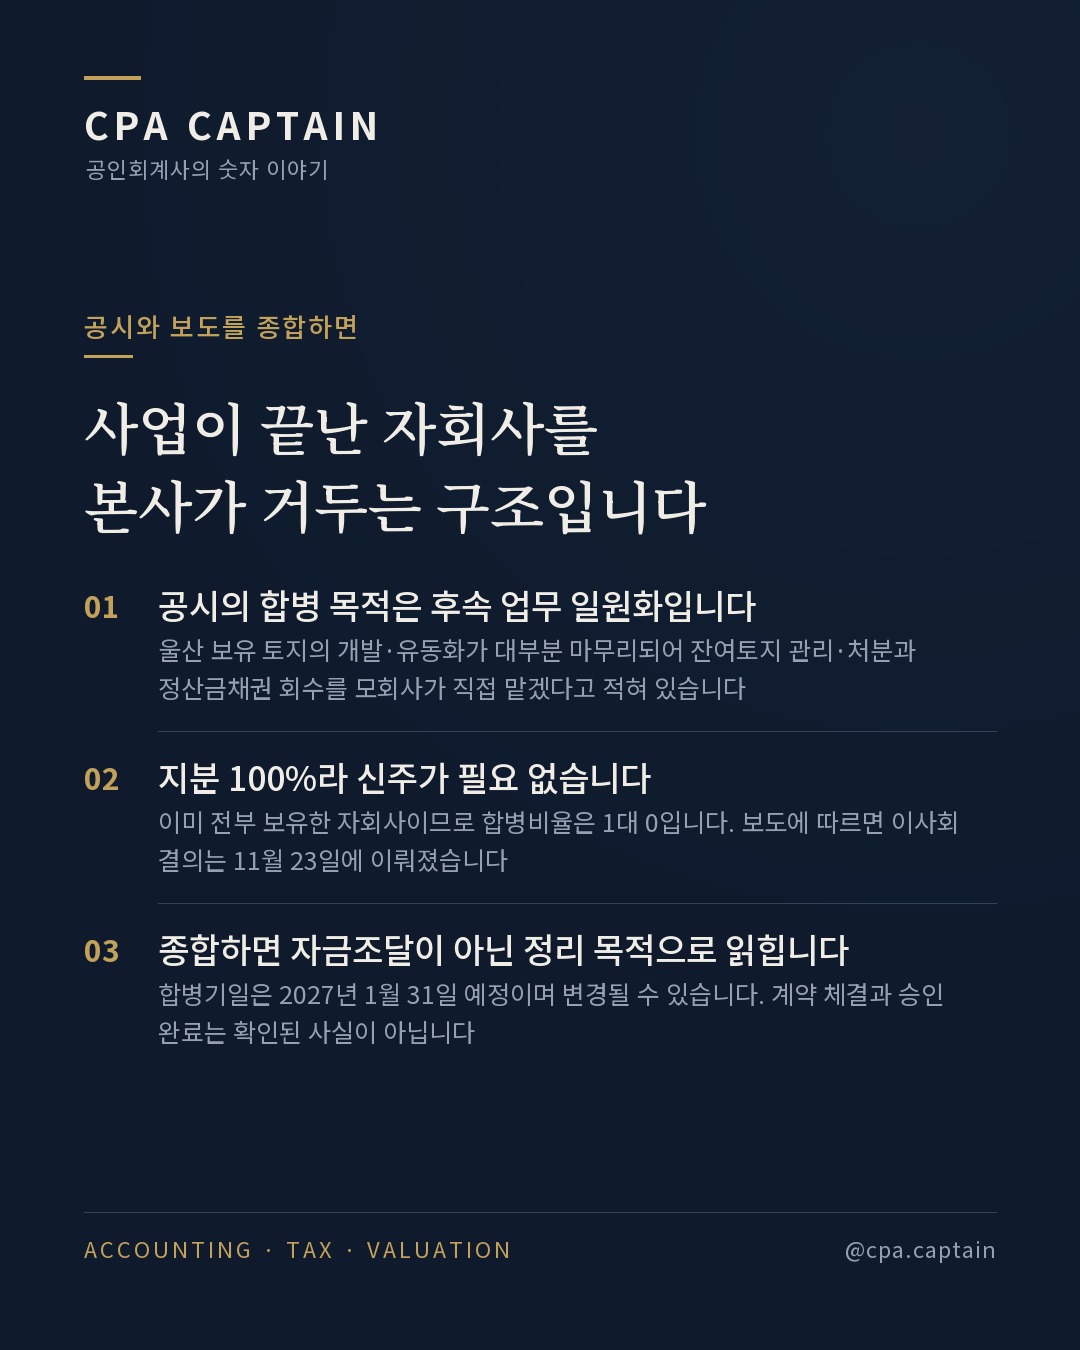 CPA CAPTAIN
공인회계사의 숫자 이야기
공시와 보도를 종합하면
사업이 끝난 자회사를
본사가 거두는 구조입니다
01 공시의 합병 목적은 후속 업무 일원화입니다
울산 보유 토지의 개발·유동화가 대부분 마무리되어 잔여토지 관리·처분과
정산금채권 회수를 모회사가 직접 맡겠다고 적혀 있습니다
02 지분 100%라 신주가 필요 없습니다
이미 전부 보유한 자회사이므로 합병비율은 1대 0입니다. 보도에 따르면 이사회
결의는 11월 23일에 이뤄졌습니다
03 종합하면 자금조달이 아닌 정리 목적으로 읽힙니다
합병기일은 2027년 1월 31일 예정이며 변경될 수 있습니다. 계약 체결과 승인
완료는 확인된 사실이 아닙니다
ACCOUNTING · TAX · VALUATION
@cpa.captain